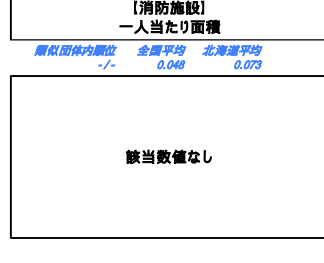 【消防施設】
一人当たり面積
類似団体内順位 全国平均 北海道平均
-/- 0.048 0.073
該当数値なし